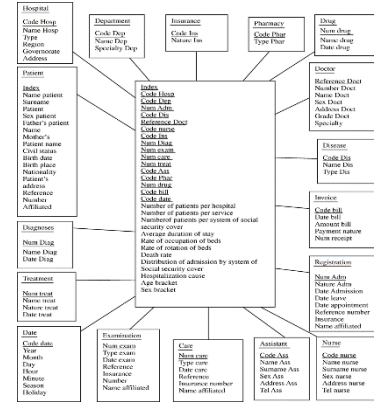 Hospital
Code Hosp
Name Hosp
Type
Region
Governorate
Address
Department
Code Dep
Name Dep
Specialty Dep
Insurance
Code Ins
Nature Ins
Pharmacy
Code Phar
Type Phar
Drug
Num drug
Name drug
Date drug
Patient
Index
Name patient
Surname
Patient
Sex patient
Father's patient
Name
Mother's
Patient name
Civil status
Birth date
Birth place
Nationality
Patient's
address
Reference
Number
Affiliated
Index
Code Hosp
Code Dep
Num Adm
Code Dis
Reference Doct
Code nurse
Code Ins
Num Diag
Num exam
Num care
Num treat
Code Ass
Code Phar
Num drug
Code bill
Code date
Number of patients per hospital
Number of patients per service
Number of patients per system of social
security cover
Average duration of stay
Rate of occupation of beds
Rate of rotation of beds
Death rate
Distribution of admission by system of
Social security cover
Hospitalization cause
Age bracket
Sex bracket
Doctor
Reference Doct
Number Doct
Name Doct
Sex Doct
Address Doct
Grade Doct
Specialty
Disease
Code Dis
Name Dis
Type Dis
Invoice
Code bill
Date bill
Amount bill
Payment nature
Num receipt
Diagnoses
Num Diag
Name Diag
Date Diag
Registration
Num Adm
Nature Adm
Date Admission
Date leave
Date appointment
Reference number
Insurance
Name affiliated
Treatment
Num treat
Name treat
Nature treat
Date treat
Date
Code date
Year
Month
Day
Hour
Minute
Season
Holiday
Examination
Num exam
Type exam
Date exam
Reference
Insurance
Number
Name affiliated
Care
Num care
Type care
Date care
Reference
Insurance number
Name affiliated
Assistant
Code Ass
Name Ass
Surname Ass
Sex Ass
Address Ass
Tel Ass
Nurse
Code nurse
Name nurse
Surname nurse
Sex nurse
Address nurse
Tel nurse